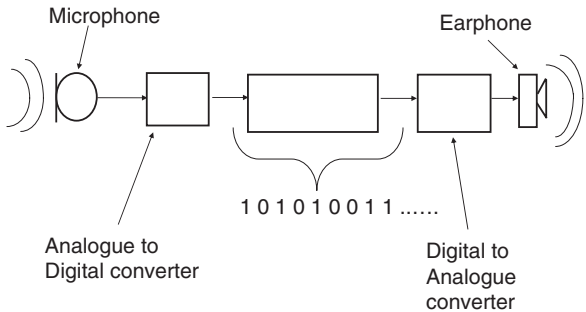 Microphone
Earphone
1 0 1 0 1 0 0 1 1 ......
Analogue to
Digital converter
Digital to
Analogue
converter